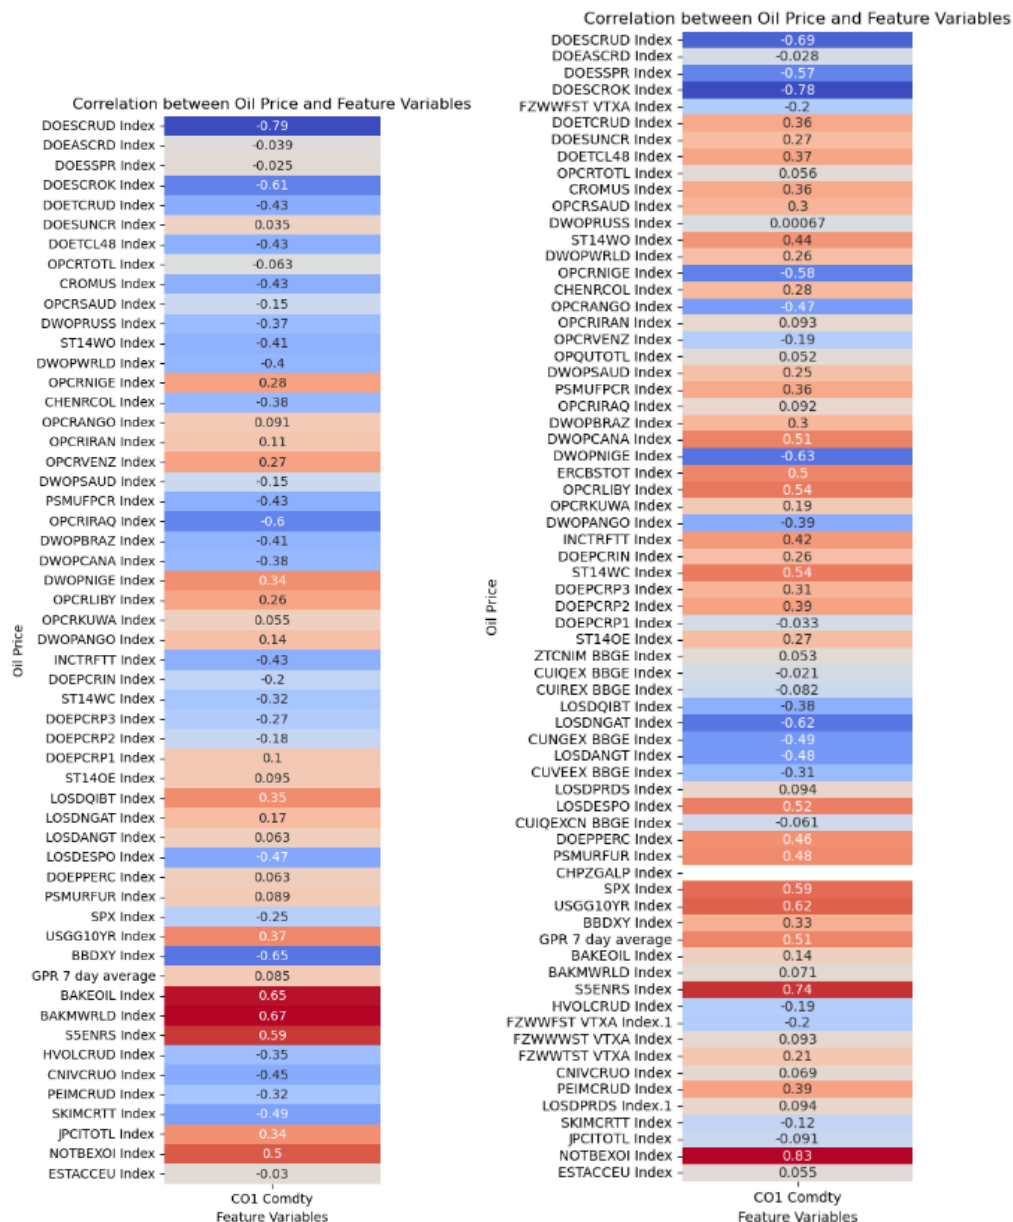 Correlation between Oil Price and Feature Variables
DOESCRUD Index -0.79
DOEASCRD Index -0.039
DOESSPR Index -0.025
DOESCROK Index -0.61
DOETCRUD Index -0.43
DOESUNCR Index 0.035
DOETCL48 Index -0.43
OPCRTOTL Index -0.063
CROMUS Index -0.43
OPCRSAUD Index -0.15
DWOPRUSS Index -0.37
ST14WO Index -0.41
DWOPWRLD Index -0.4
OPCRNIGE Index 0.28
CHENRCOL Index -0.38
OPCRANGO Index 0.091
OPCRIRAN Index 0.11
OPCRVENZ Index 0.27
DWOPSAUD Index -0.15
PSMUFPCR Index -0.43
OPCRIRAQ Index -0.6
DWOPBRAZ Index -0.41
DWOPCANA Index -0.38
DWOPNIGE Index 0.34
OPCRLIBY Index 0.26
OPCRKUWA Index 0.055
DWOPANGO Index 0.14
INCTRFTT Index -0.43
DOEPCRIN Index -0.2
ST14WC Index -0.32
DOEPCRP3 Index -0.27
DOEPCRP2 Index -0.18
DOEPCRP1 Index 0.1
ST14OE Index 0.095
LOSDQIBT Index 0.35
LOSDNGAT Index 0.17
LOSDANGT Index 0.063
LOSDESPO Index -0.47
DOEPPERC Index 0.063
PSMURFUR Index 0.089
SPX Index -0.25
USGG10YR Index 0.37
BBDXY Index -0.65
GPR 7 day average 0.085
BAKEOIL Index 0.65
BAKMWRLD Index 0.67
S5ENRS Index 0.59
HVOLCRUD Index -0.35
CNIVCRUO Index -0.45
PEIMCRUD Index -0.32
SKIMCRTT Index -0.49
JPCITOTL Index 0.34
NOTBEXOI Index 0.5
ESTACCEU Index -0.03
Oil Price
CO1 Comdty
Feature Variables
Correlation between Oil Price and Feature Variables
DOESCRUD Index -0.69
DOEASCRD Index -0.028
DOESSPR Index -0.57
DOESCROK Index -0.78
FZWWFST VTXA Index -0.2
DOETCRUD Index 0.36
DOESUNCR Index 0.27
DOETCL48 Index 0.37
OPCRTOTL Index 0.056
CROMUS Index 0.36
OPCRSAUD Index 0.3
DWOPRUSS Index 0.00067
ST14WO Index 0.44
DWOPWRLD Index 0.26
OPCRNIGE Index -0.58
CHENRCOL Index 0.28
OPCRANGO Index -0.47
OPCRIRAN Index 0.093
OPCRVENZ Index -0.19
OPQUTOTL Index 0.052
DWOPSAUD Index 0.25
PSMUFPCR Index 0.36
OPCRIRAQ Index 0.092
DWOPBRAZ Index 0.3
DWOPCANA Index 0.51
DWOPNIGE Index -0.63
ERCBSTOT Index 0.5
OPCRLIBY Index 0.54
OPCRKUWA Index 0.19
DWOPANGO Index -0.39
INCTRFTT Index 0.42
DOEPCRIN Index 0.26
ST14WC Index 0.54
DOEPCRP3 Index 0.31
DOEPCRP2 Index 0.39
DOEPCRP1 Index -0.033
ST14OE Index 0.27
ZTCNIM BBGE Index 0.053
CUIQEX BBGE Index -0.021
CUIREX BBGE Index -0.082
LOSDQIBT Index -0.38
LOSDNGAT Index -0.62
CUNGEX BBGE Index -0.49
LOSDANGT Index -0.48
CUVEEX BBGE Index -0.31
LOSDPRDS Index 0.094
LOSDESPO Index 0.52
CUIQEXCN BBGE Index -0.061
DOEPPERC Index 0.46
PSMURFUR Index 0.48
CHPZGALP Index
SPX Index 0.59
USGG10YR Index 0.62
BBDXY Index 0.33
GPR 7 day average 0.51
BAKEOIL Index 0.14
BAKMWRLD Index 0.071
S5ENRS Index 0.74
HVOLCRUD Index -0.19
FZWWFST VTXA Index.1 -0.2
FZWWWST VTXA Index 0.093
FZWWTST VTXA Index 0.21
CNIVCRUO Index 0.069
PEIMCRUD Index 0.39
LOSDPRDS Index.1 0.094
SKIMCRTT Index -0.12
JPCITOTL Index -0.091
NOTBEXOI Index 0.83
ESTACCEU Index 0.055
Oil Price
CO1 Comdty
Feature Variables